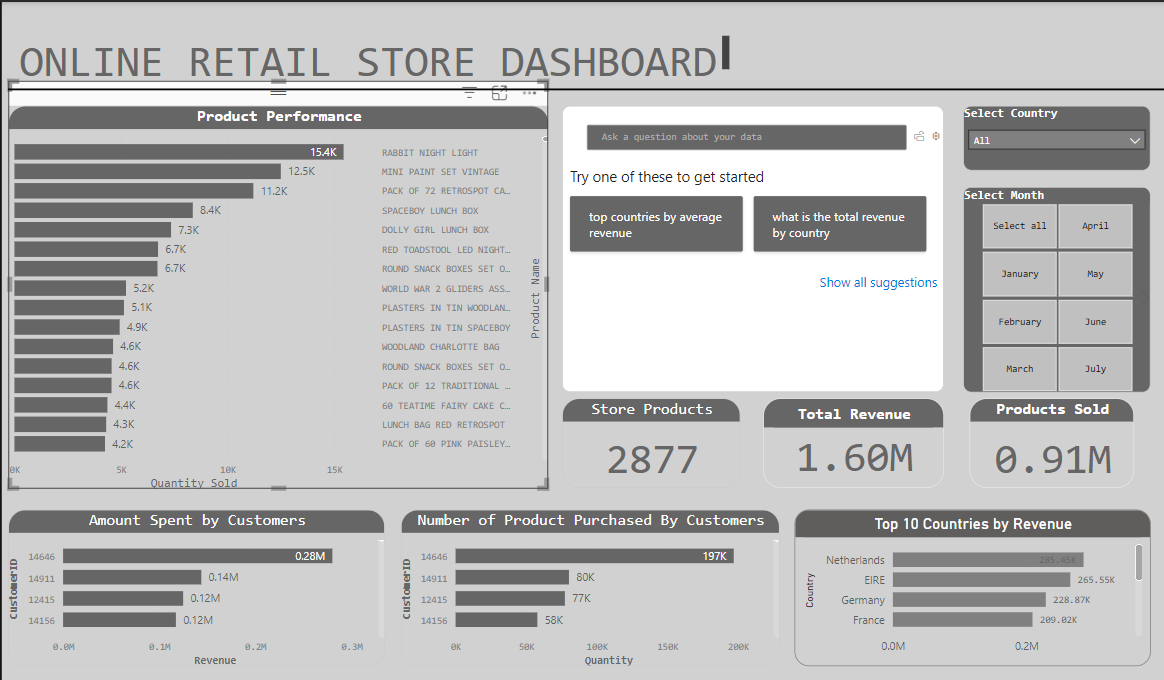 ONLINE RETAIL STORE DASHBOARD
Product Performance
15.4K RABBIT NIGHT LIGHT
12.5K MINI PAINT SET VINTAGE
11.2K PACK OF 72 RETROSPOT CA...
8.4K SPACEBOY LUNCH BOX
7.3K DOLLY GIRL LUNCH BOX
6.7K RED TOADSTOOL LED NIGHT...
6.7K ROUND SNACK BOXES SET O...
5.2K WORLD WAR 2 GLIDERS ASS...
5.1K PLASTERS IN TIN WOODLAN...
4.9K PLASTERS IN TIN SPACEBOY
4.6K WOODLAND CHARLOTTE BAG
4.6K ROUND SNACK BOXES SET O...
4.6K PACK OF 12 TRADITIONAL ...
4.4K 60 TEATIME FAIRY CAKE C...
4.3K LUNCH BAG RED RETROSPOT
4.2K PACK OF 60 PINK PAISLEY...
Product Name
0K 5K 10K 15K
Quantity Sold
Ask a question about your data
Try one of these to get started
top countries by average
revenue
what is the total revenue
by country
Show all suggestions
Select Country
All
Select Month
Select all April
January May
February June
March July
Store Products
2877
Total Revenue
1.60M
Products Sold
0.91M
Amount Spent by Customers
CustomerID
14646 0.28M
14911 0.14M
12415 0.12M
14156 0.12M
0.0M 0.1M 0.2M 0.3M
Revenue
Number of Product Purchased By Customers
CustomerID
14646 197K
14911 80K
12415 77K
14156 58K
0K 50K 100K 150K 200K
Quantity
Top 10 Countries by Revenue
Country
Netherlands 285.45K
EIRE 265.55K
Germany 228.87K
France 209.02K
0.0M 0.2M